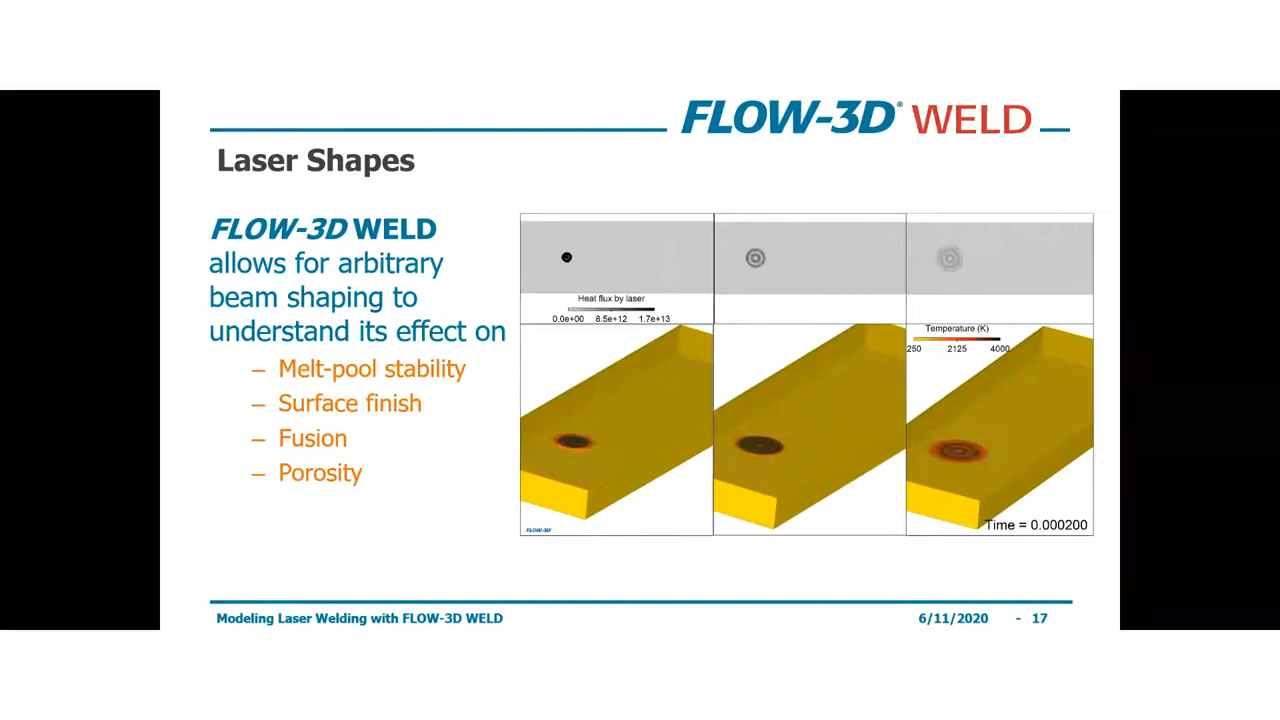 FLOW-3D® WELD
Laser Shapes
FLOW-3D WELD
allows for arbitrary
beam shaping to
understand its effect on
– Melt-pool stability
– Surface finish
– Fusion
– Porosity
Heat flux by laser
0.0e+00 8.5e+12 1.7e+13
Temperature (K)
250 2125 4000
FLOW-3D
Time = 0.000200
Modeling Laser Welding with FLOW-3D WELD
6/11/2020 - 17